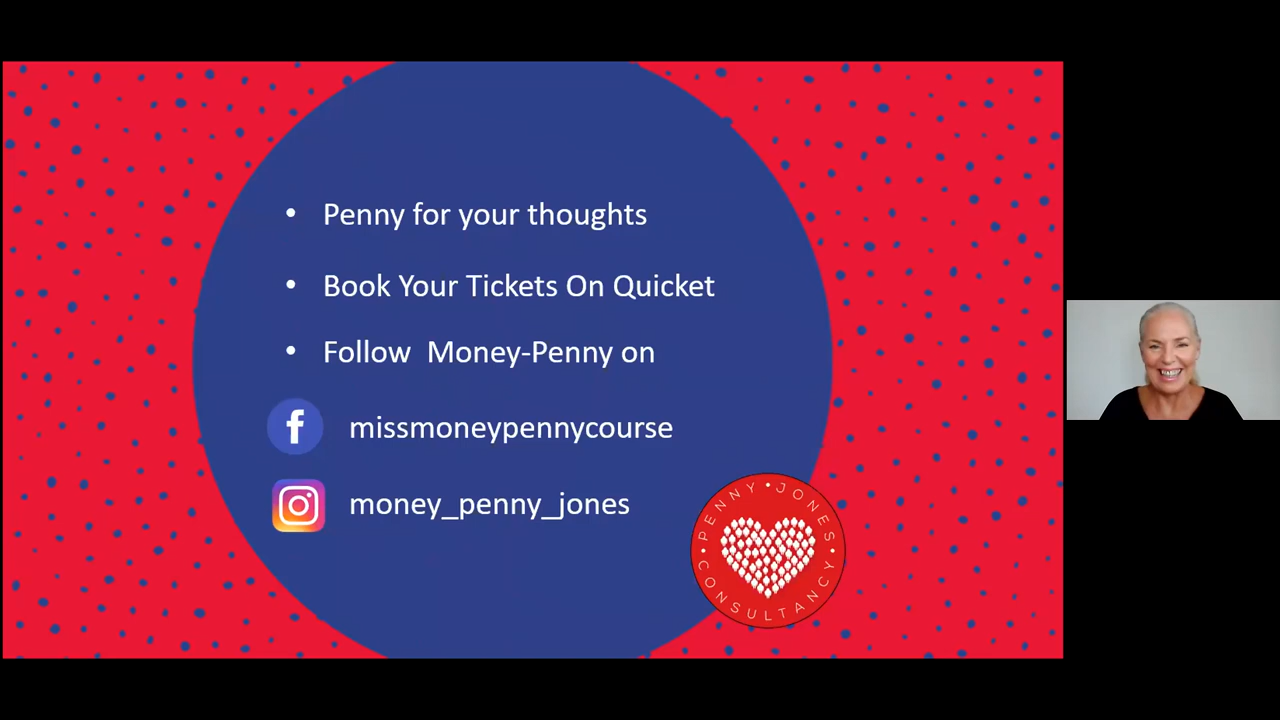 Penny for your thoughts
Book Your Tickets On Quicket
Follow Money-Penny on
missmoneypennycourse
money_penny_jones
PENNY • JONES • CONSULTANCY •